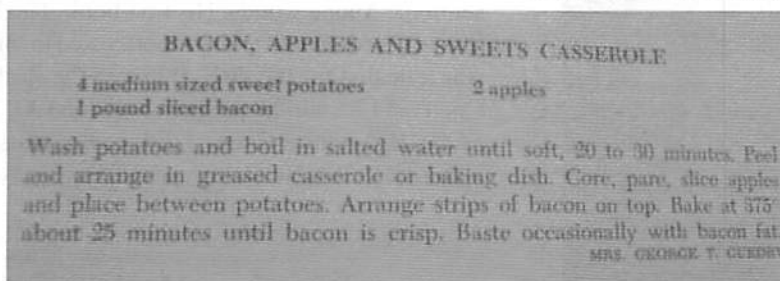 BACON, APPLES AND SWEETS CASSEROLE
4 medium sized sweet potatoes 2 apples
1 pound sliced bacon
Wash potatoes and boil in salted water until soft, 20 to 30 minutes. Peel
and arrange in greased casserole or baking dish. Core, pare, slice apples
and place between potatoes. Arrange strips of bacon on top. Bake at 375°
about 25 minutes until bacon is crisp. Baste occasionally with bacon fat.
MRS. GEORGE T.